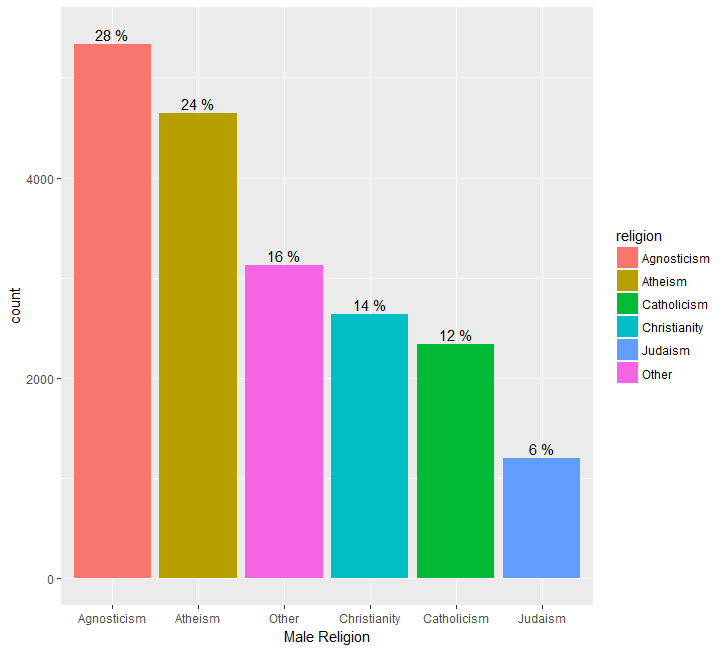 28 %
24 %
16 %
14 %
12 %
6 %
4000
2000
0
count
Agnosticism
Atheism
Other
Christianity
Catholicism
Judaism
Male Religion
religion
Agnosticism
Atheism
Catholicism
Christianity
Judaism
Other